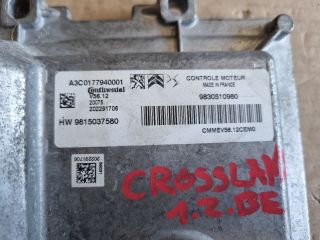 A3C0177940001
Continental
V56.12
20075
202291706
CONTROLE MOTEUR
MADE IN FRANCE
9830510980
HW 9815037580
CMMEV56.12CEM0
202291706
CROSSLAN
1.2.BE